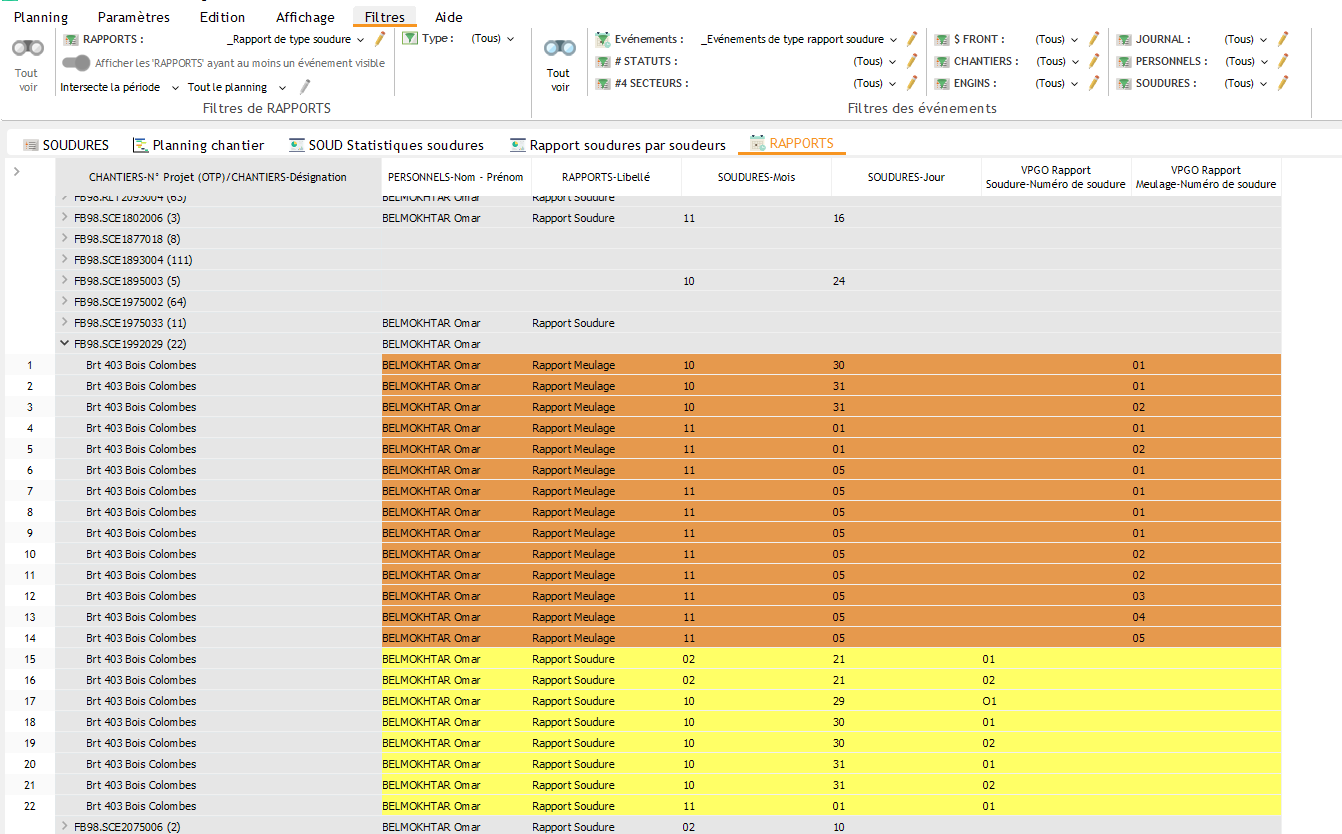 Planning Paramètres Edition Affichage Filtres Aide
RAPPORTS : _Rapport de type soudure Type : (Tous) Evénements : _Evénements de type rapport soudure $ FRONT : (Tous) JOURNAL : (Tous)
Afficher les 'RAPPORTS' ayant au moins un événement visible # STATUTS : (Tous) CHANTIERS : (Tous) PERSONNELS : (Tous)
Tout voir Intersecte la période Tout le planning Tout voir #4 SECTEURS : (Tous) ENGINS : (Tous) SOUDURES : (Tous)
Filtres de RAPPORTS Filtres des événements
SOUDURES Planning chantier SOUD Statistiques soudures Rapport soudures par soudeurs RAPPORTS
CHANTIERS-N° Projet (OTP)/CHANTIERS-Désignation PERSONNELS-Nom - Prénom RAPPORTS-Libellé SOUDURES-Mois SOUDURES-Jour VPGO Rapport Soudure-Numéro de soudure VPGO Rapport Meulage-Numéro de soudure
FB98.RLT2093004 (63) BELMOKHTAR Omar Rapport Soudure
FB98.SCE1802006 (3) BELMOKHTAR Omar Rapport Soudure 11 16
FB98.SCE1877018 (8)
FB98.SCE1893004 (111)
FB98.SCE1895003 (5) 10 24
FB98.SCE1975002 (64)
FB98.SCE1975033 (11) BELMOKHTAR Omar Rapport Soudure
FB98.SCE1992029 (22) BELMOKHTAR Omar
1 Brt 403 Bois Colombes BELMOKHTAR Omar Rapport Meulage 10 30 01
2 Brt 403 Bois Colombes BELMOKHTAR Omar Rapport Meulage 10 31 01
3 Brt 403 Bois Colombes BELMOKHTAR Omar Rapport Meulage 10 31 02
4 Brt 403 Bois Colombes BELMOKHTAR Omar Rapport Meulage 11 01 01
5 Brt 403 Bois Colombes BELMOKHTAR Omar Rapport Meulage 11 01 02
6 Brt 403 Bois Colombes BELMOKHTAR Omar Rapport Meulage 11 05 01
7 Brt 403 Bois Colombes BELMOKHTAR Omar Rapport Meulage 11 05 01
8 Brt 403 Bois Colombes BELMOKHTAR Omar Rapport Meulage 11 05 01
9 Brt 403 Bois Colombes BELMOKHTAR Omar Rapport Meulage 11 05 01
10 Brt 403 Bois Colombes BELMOKHTAR Omar Rapport Meulage 11 05 02
11 Brt 403 Bois Colombes BELMOKHTAR Omar Rapport Meulage 11 05 02
12 Brt 403 Bois Colombes BELMOKHTAR Omar Rapport Meulage 11 05 03
13 Brt 403 Bois Colombes BELMOKHTAR Omar Rapport Meulage 11 05 04
14 Brt 403 Bois Colombes BELMOKHTAR Omar Rapport Meulage 11 05 05
15 Brt 403 Bois Colombes BELMOKHTAR Omar Rapport Soudure 02 21 01
16 Brt 403 Bois Colombes BELMOKHTAR Omar Rapport Soudure 02 21 02
17 Brt 403 Bois Colombes BELMOKHTAR Omar Rapport Soudure 10 29 O1
18 Brt 403 Bois Colombes BELMOKHTAR Omar Rapport Soudure 10 30 01
19 Brt 403 Bois Colombes BELMOKHTAR Omar Rapport Soudure 10 30 02
20 Brt 403 Bois Colombes BELMOKHTAR Omar Rapport Soudure 10 31 01
21 Brt 403 Bois Colombes BELMOKHTAR Omar Rapport Soudure 10 31 02
22 Brt 403 Bois Colombes BELMOKHTAR Omar Rapport Soudure 11 01 01
FB98.SCE2075006 (2) BELMOKHTAR Omar Rapport Soudure 02 10